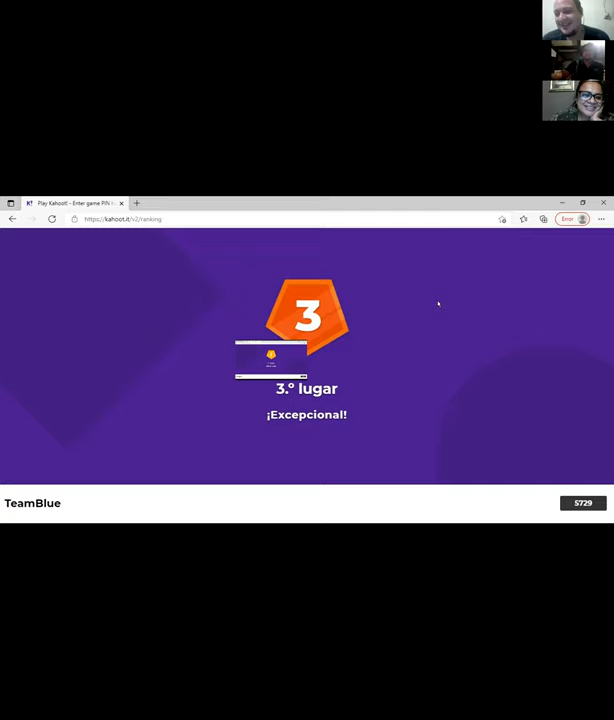 K! Play Kahoot! - Enter game PIN
https://kahoot.it/v2/ranking
Error
3
3.º lugar
¡Excepcional!
TeamBlue
5729